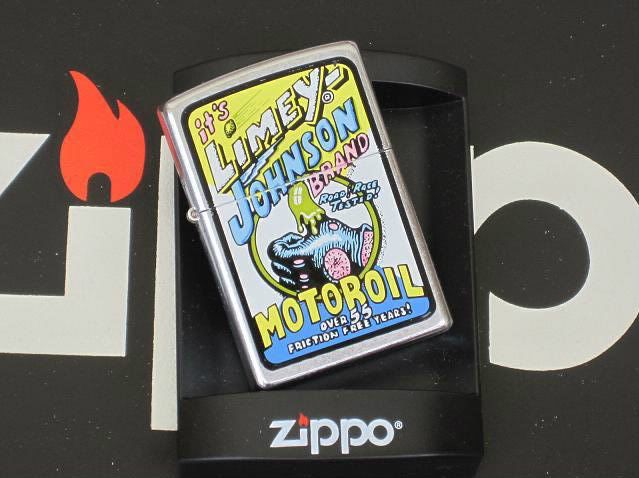 it's
LIMEY ®
JOHNSON
BRAND
ROAD, RACE
TESTED!
MOTOROIL
OVER 55
FRICTION FREE YEARS!
zippo®